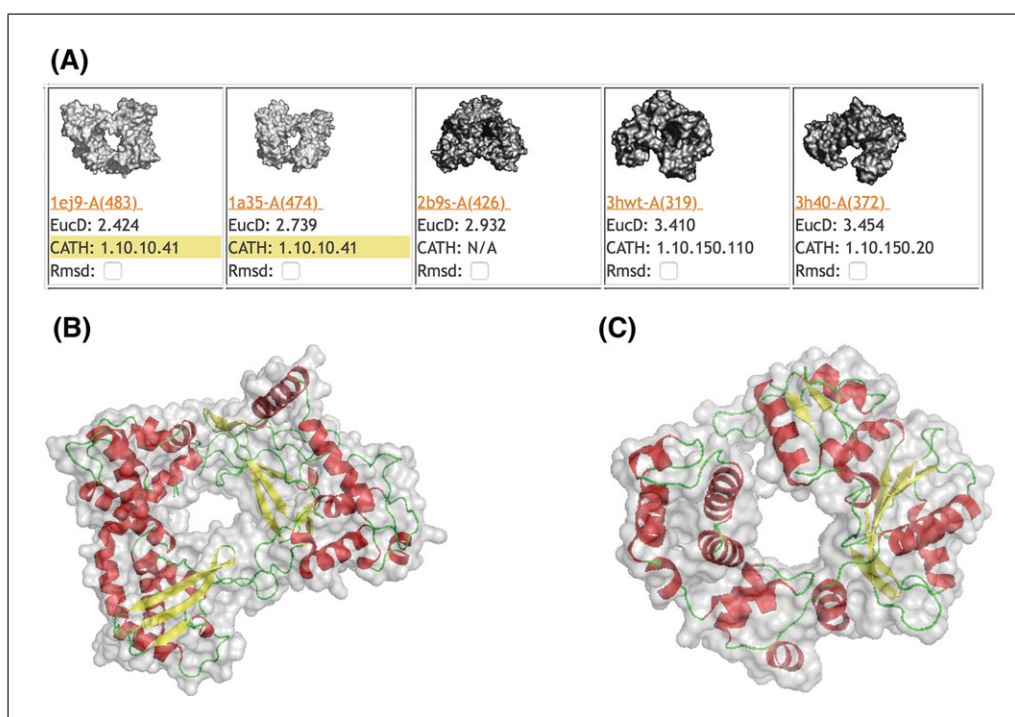 (A)
1ej9-A(483)
EucD: 2.424
CATH: 1.10.10.41
Rmsd:
1a35-A(474)
EucD: 2.739
CATH: 1.10.10.41
Rmsd:
2b9s-A(426)
EucD: 2.932
CATH: N/A
Rmsd:
3hwt-A(319)
EucD: 3.410
CATH: 1.10.150.110
Rmsd:
3h40-A(372)
EucD: 3.454
CATH: 1.10.150.20
Rmsd:
(B)
(C)